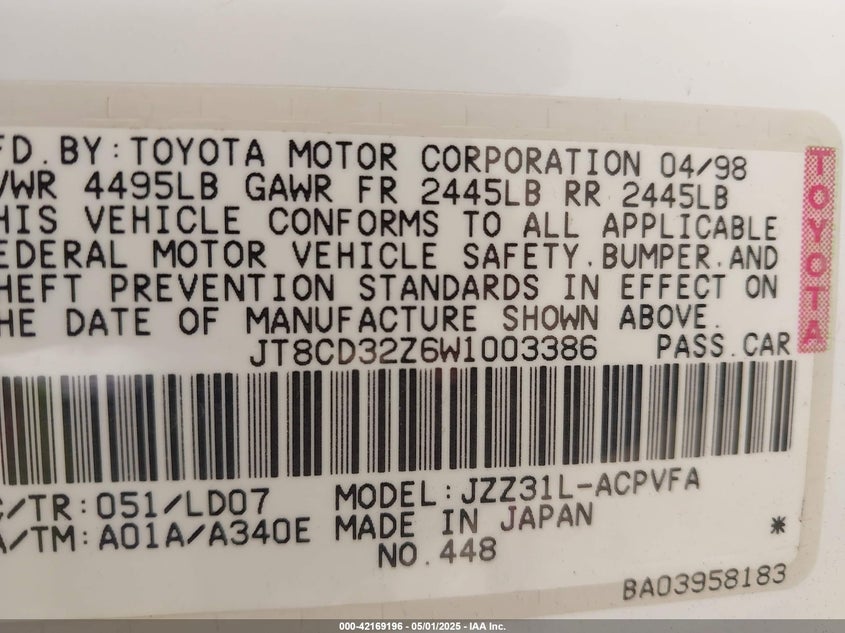 FD. BY: TOYOTA MOTOR CORPORATION 04/98
VWR 4495LB GAWR FR 2445LB RR 2445LB
HIS VEHICLE CONFORMS TO ALL APPLICABLE
EDERAL MOTOR VEHICLE SAFETY. BUMPER. AND
HEFT PREVENTION STANDARDS IN EFFECT ON
HE DATE OF MANUFACTURE SHOWN ABOVE.
JT8CD32Z6W1003386 PASS. CAR
TOYOTA
C/TR: 051/LD07 MODEL: JZZ31L-ACPVFA
A/TM: A01A/A340E MADE IN JAPAN *
NO. 448
BA03958183
000-42169196 - 05/01/2025 - IAA Inc.